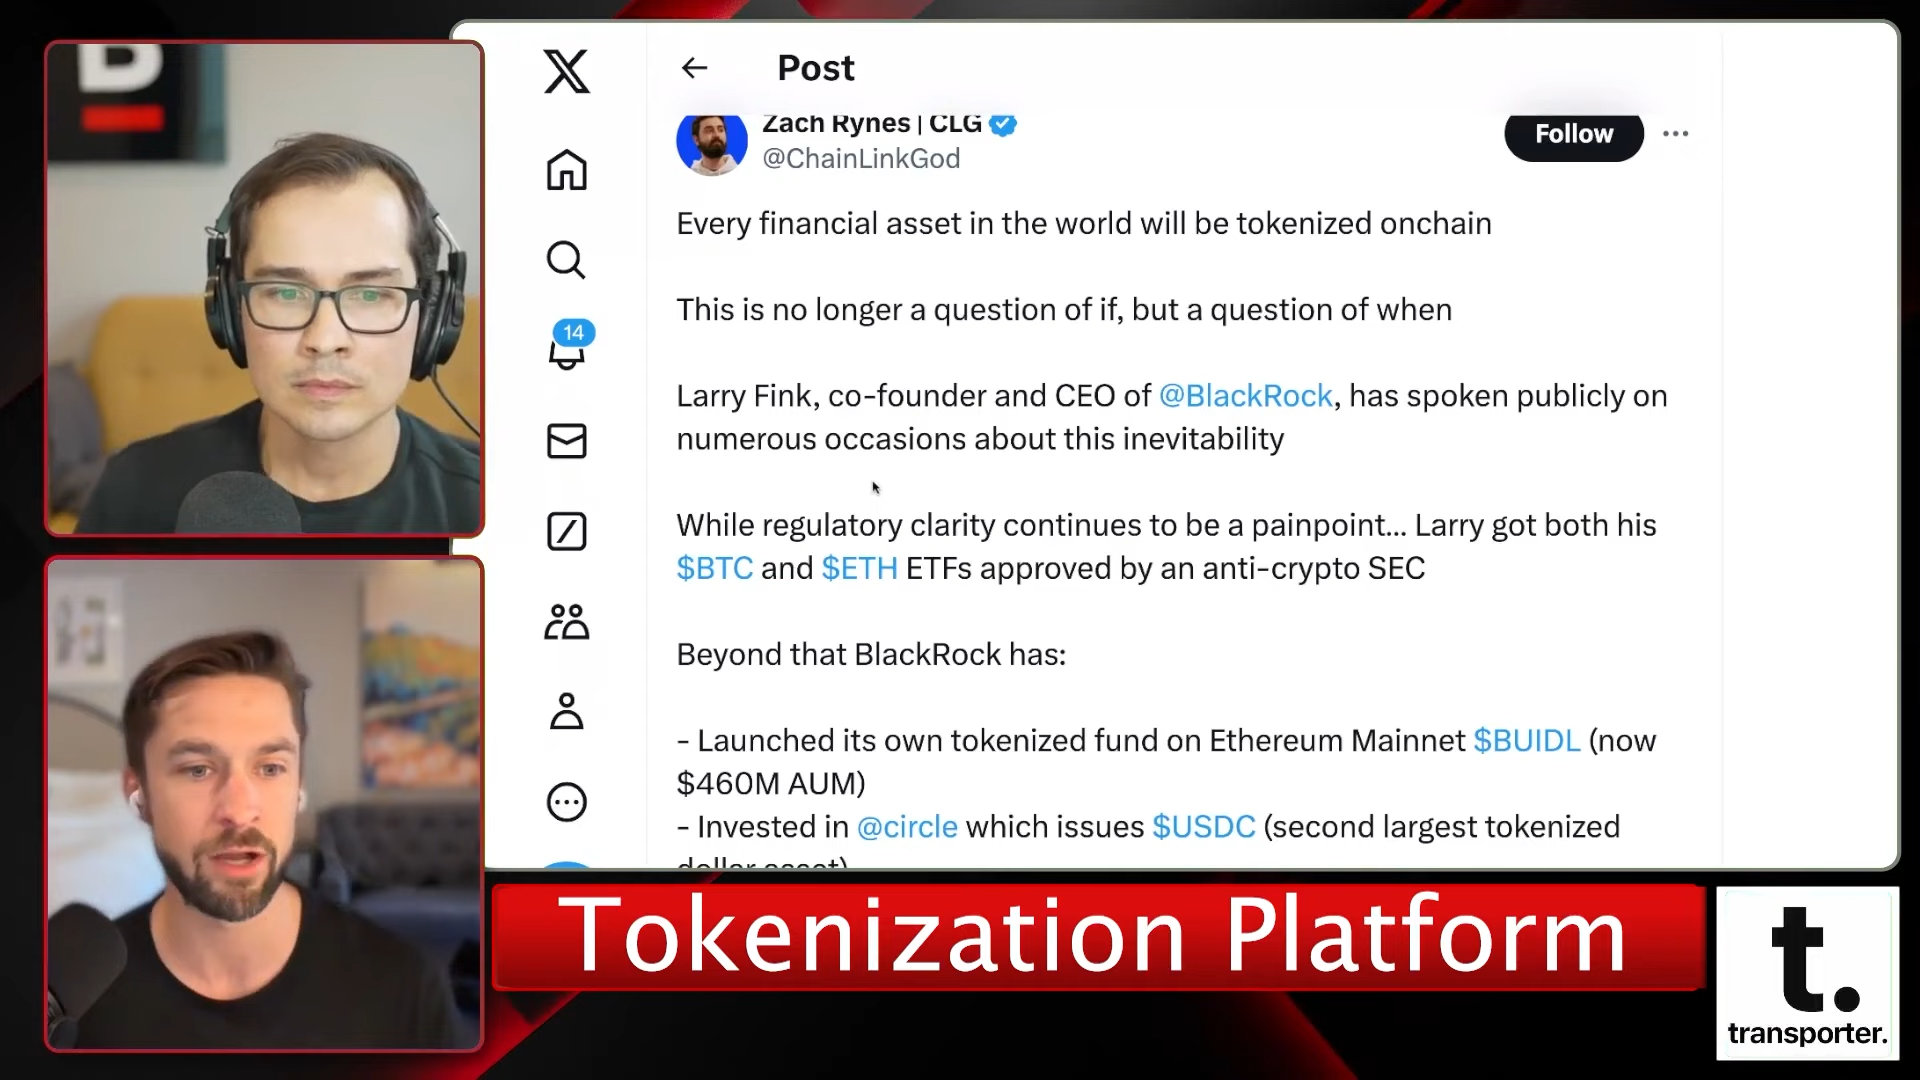 B
Post
Zach Rynes | CLG
@ChainLinkGod
Follow
Every financial asset in the world will be tokenized onchain
This is no longer a question of if, but a question of when
14
Larry Fink, co-founder and CEO of @BlackRock, has spoken publicly on
numerous occasions about this inevitability
While regulatory clarity continues to be a painpoint... Larry got both his
$BTC and $ETH ETFs approved by an anti-crypto SEC
Beyond that BlackRock has:
- Launched its own tokenized fund on Ethereum Mainnet $BUIDL (now
$460M AUM)
- Invested in @circle which issues $USDC (second largest tokenized
dollar asset)
Tokenization Platform
t.
transporter.